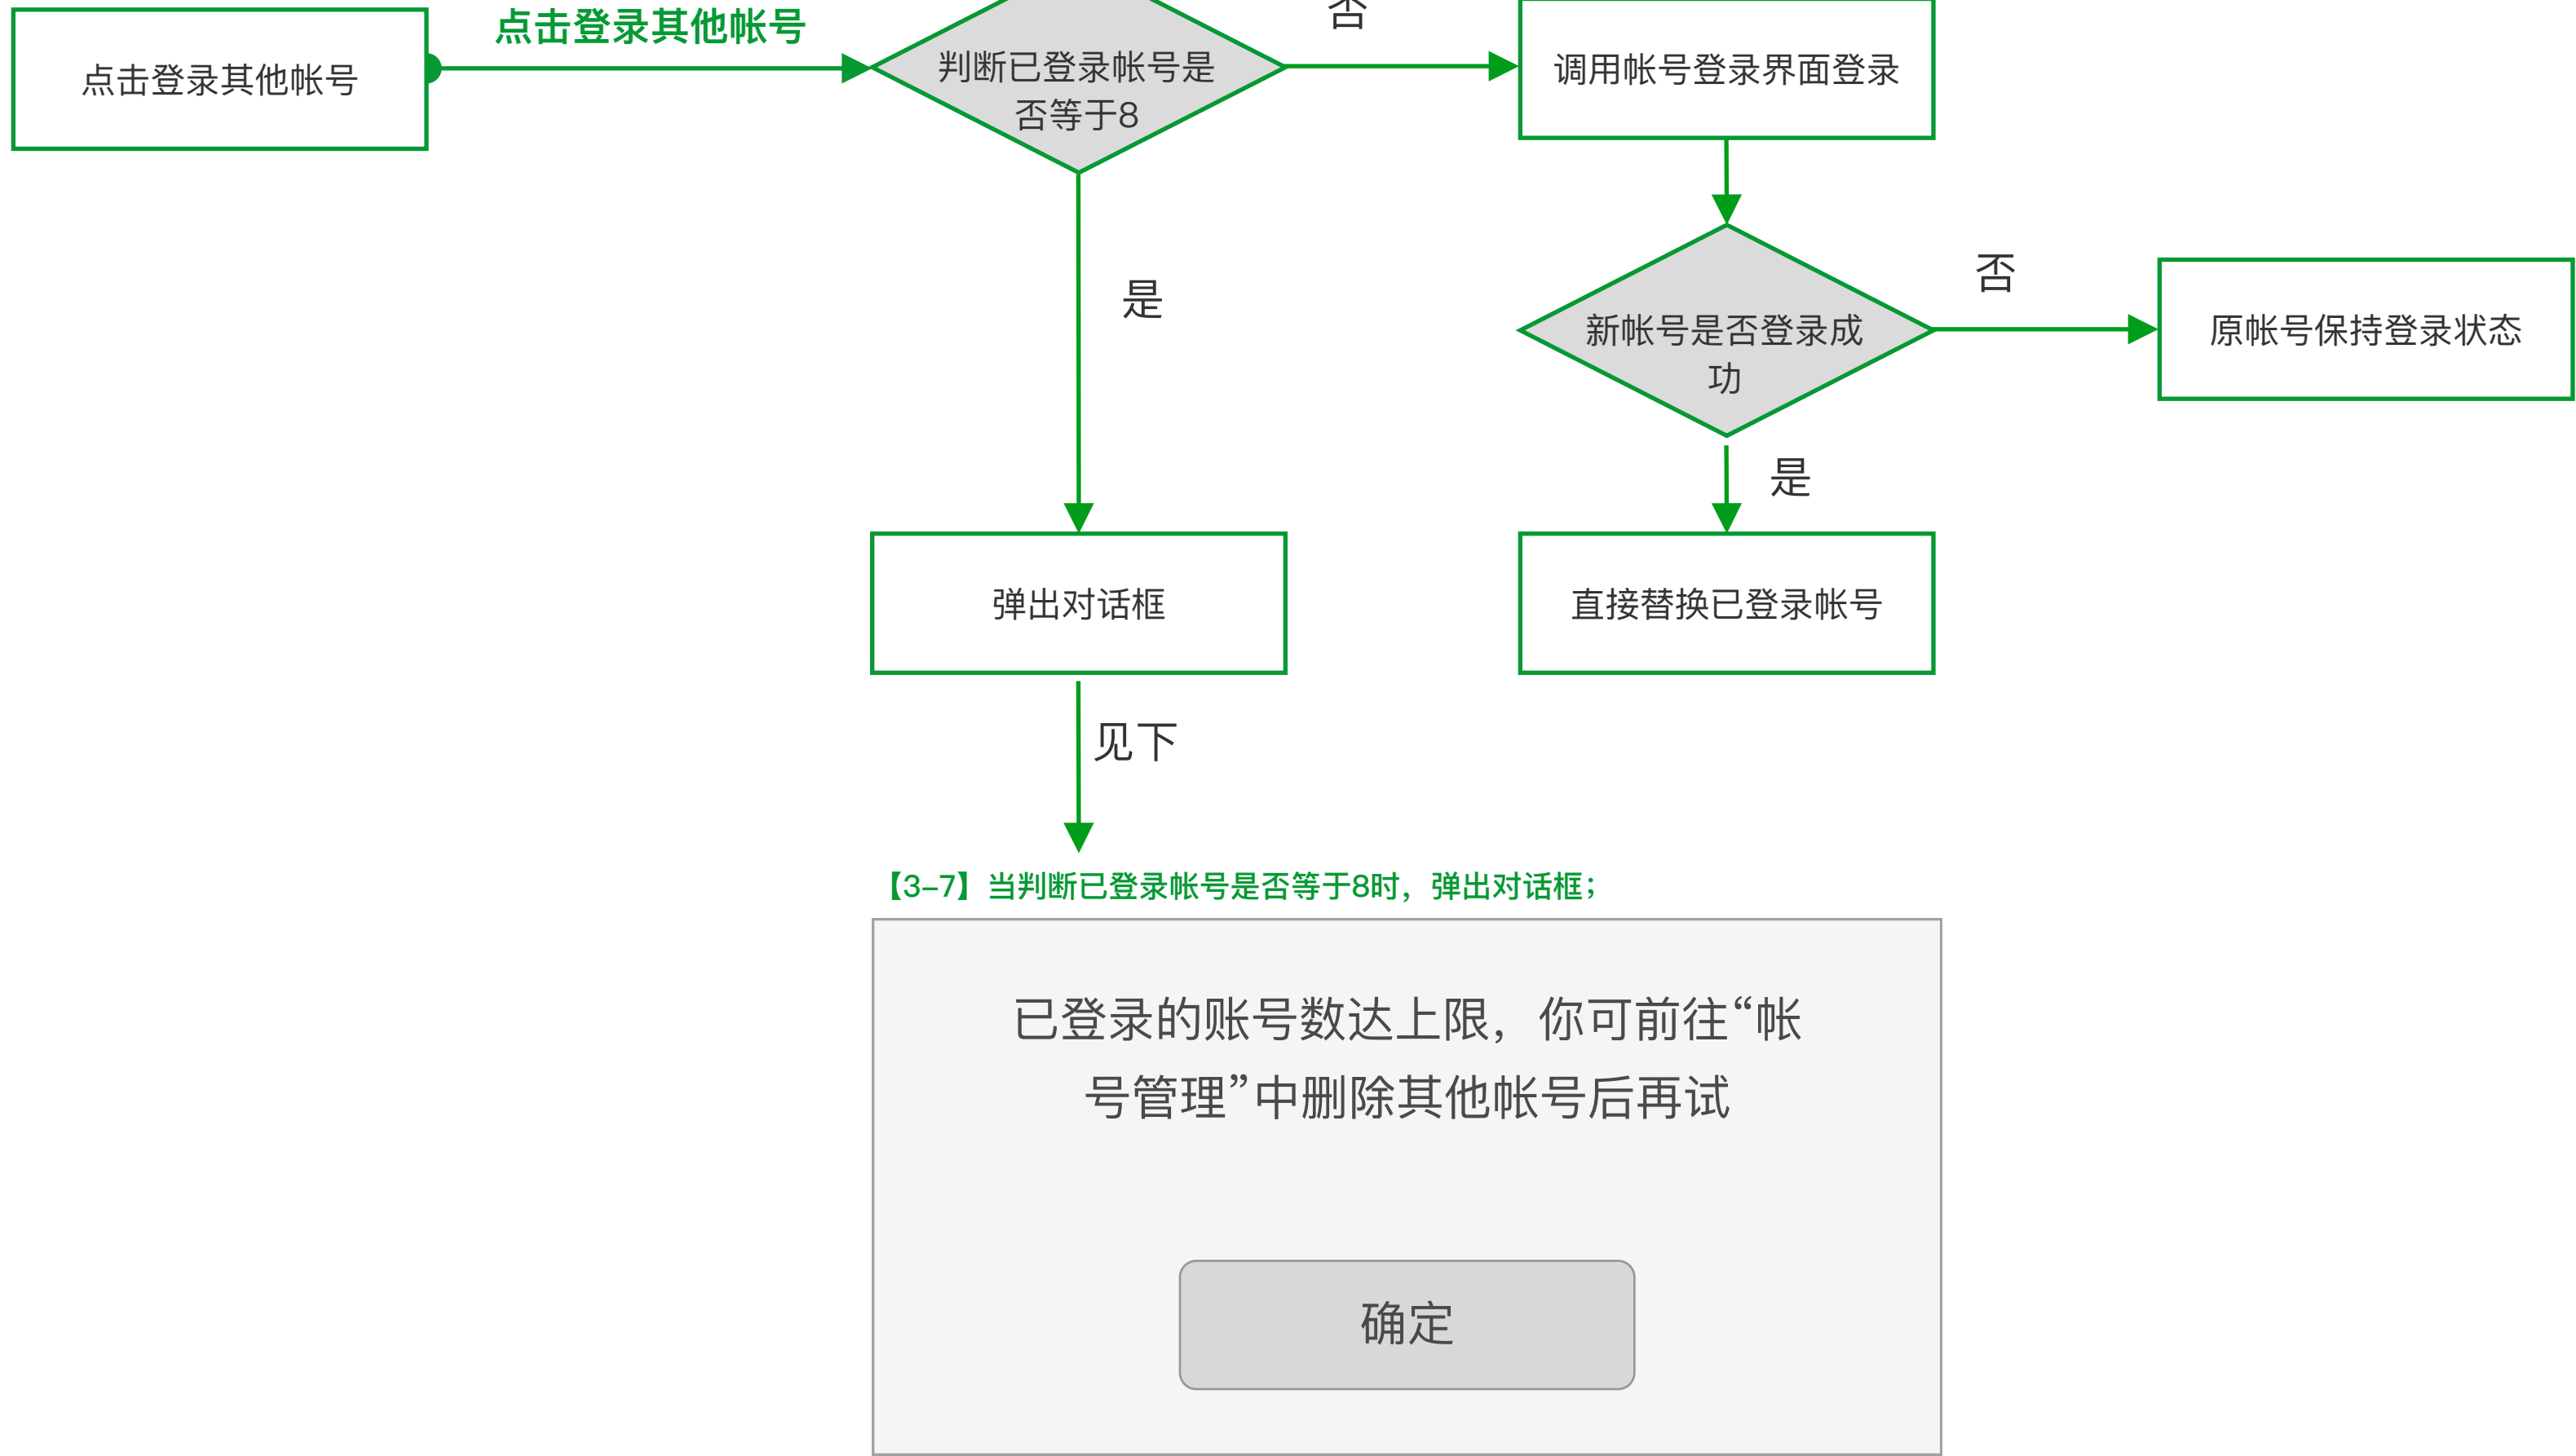 点击登录其他帐号
点击登录其他帐号
判断已登录帐号是
否等于8
否
调用帐号登录界面登录
是
新帐号是否登录成
功
否
原帐号保持登录状态
是
弹出对话框
直接替换已登录帐号
见下
【3-7】当判断已登录帐号是否等于8时，弹出对话框；
已登录的账号数达上限，你可前往“帐
号管理”中删除其他帐号后再试
确定